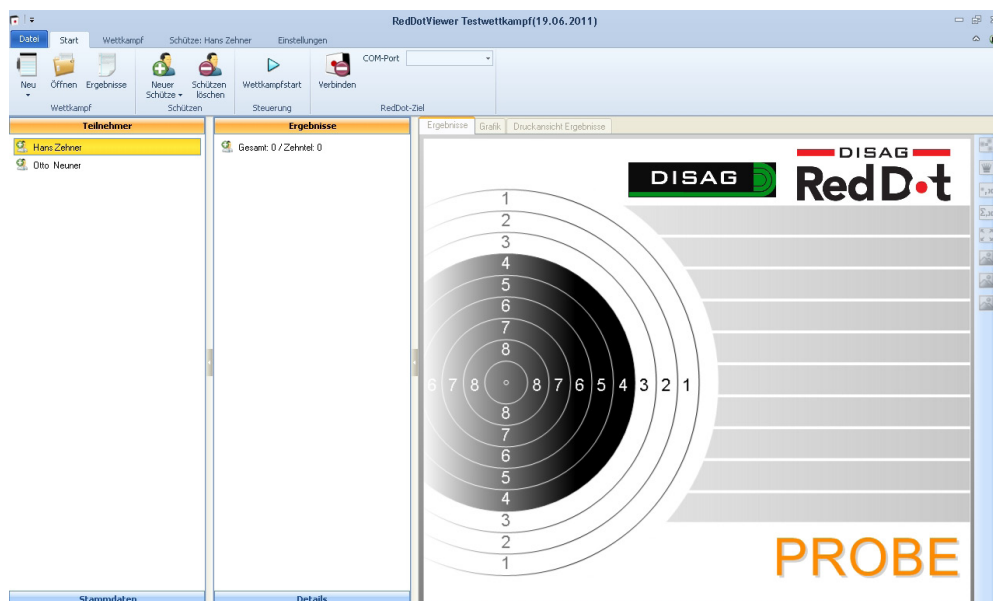 RedDotViewer Testwettkampf(19.06.2011)
Datei Start Wettkampf Schütze: Hans Zehner Einstellungen
Neu
Öffnen
Ergebnisse
Wettkampf
Neuer
Schütze
Schützen
löschen
Schützen
Wettkampfstart
Steuerung
Verbinden
COM-Port
RedDot-Ziel
Teilnehmer
Hans Zehner
Otto Neuner
Stammdaten
Ergebnisse
Gesamt: 0 / Zehntel: 0
Details
Ergebnisse Grafik Druckansicht Ergebnisse
DISAG
DISAG
RedDot
1
2
3
4
5
6
7
8
6 7 8 8 7 6 5 4 3 2 1
8
7
6
5
4
3
2
1
PROBE